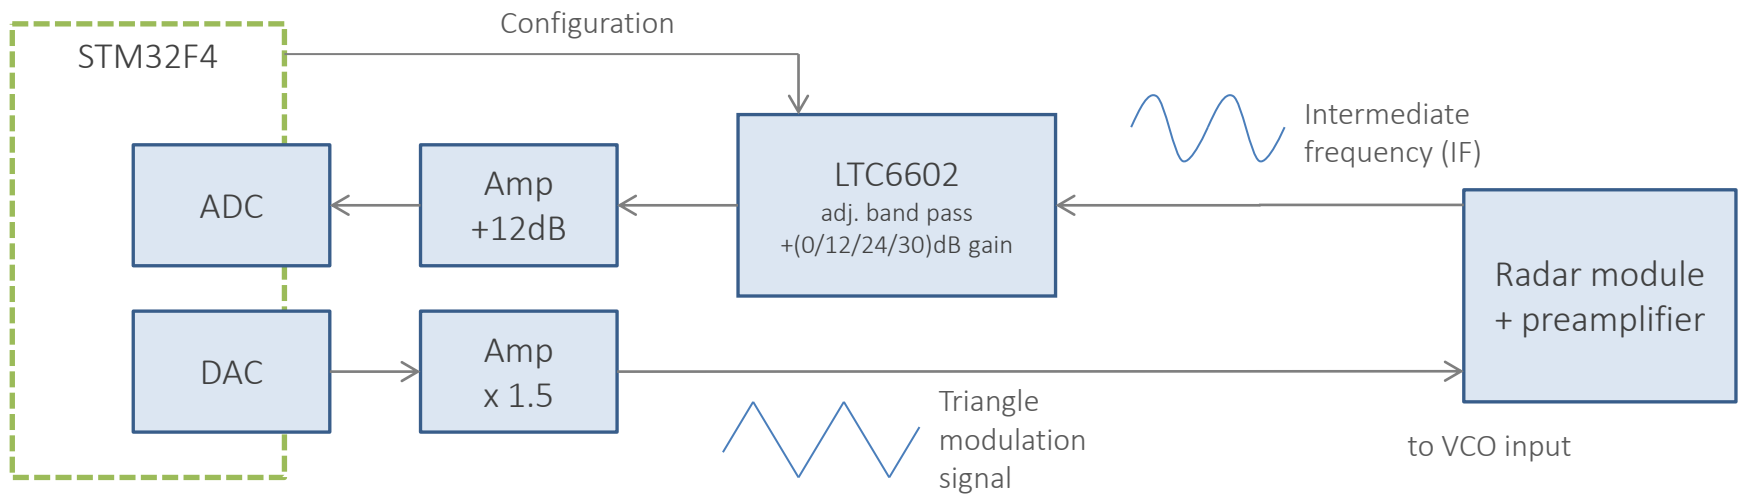 Configuration
STM32F4
Intermediate
frequency (IF)
LTC6602
adj. band pass
+(0/12/24/30)dB gain
Amp
+12dB
ADC
Radar module
+ preamplifier
DAC
Amp
x 1.5
Triangle
modulation
signal
to VCO input